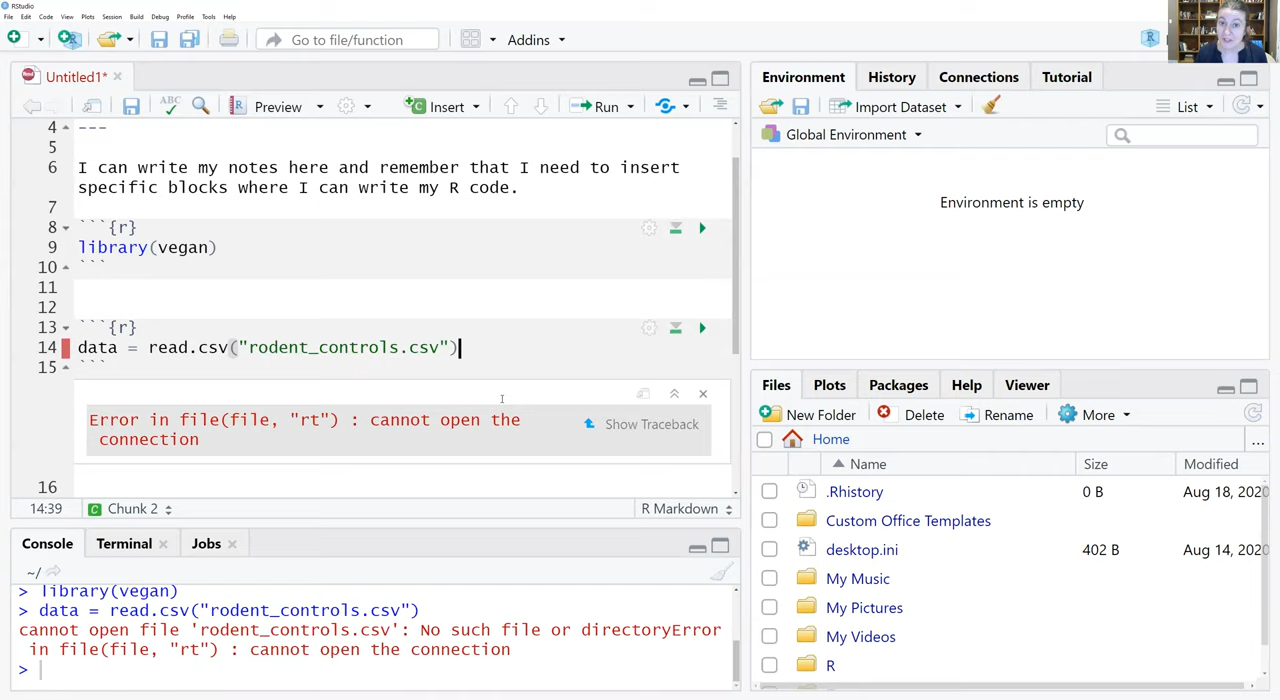 RStudio
File Edit Code View Plots Session Build Debug Profile Tools Help
Go to file/function
Addins
Untitled1*
ABC
Preview
Insert
Run
4 ---
5
6 I can write my notes here and remember that I need to insert
specific blocks where I can write my R code.
7
8 ```{r}
9 library(vegan)
10 ```
11
12
13 ```{r}
14 data = read.csv("rodent_controls.csv")
15 ```
Error in file(file, "rt") : cannot open the
connection
Show Traceback
16
14:39
Chunk 2
R Markdown
Console Terminal Jobs
~/
> library(vegan)
> data = read.csv("rodent_controls.csv")
cannot open file 'rodent_controls.csv': No such file or directoryError
in file(file, "rt") : cannot open the connection
>
Environment History Connections Tutorial
Import Dataset
List
Global Environment
Environment is empty
Files Plots Packages Help Viewer
New Folder Delete Rename More
Home
...
Name Size Modified
.Rhistory 0 B Aug 18, 2020
Custom Office Templates
desktop.ini 402 B Aug 14, 2020
My Music
My Pictures
My Videos
R